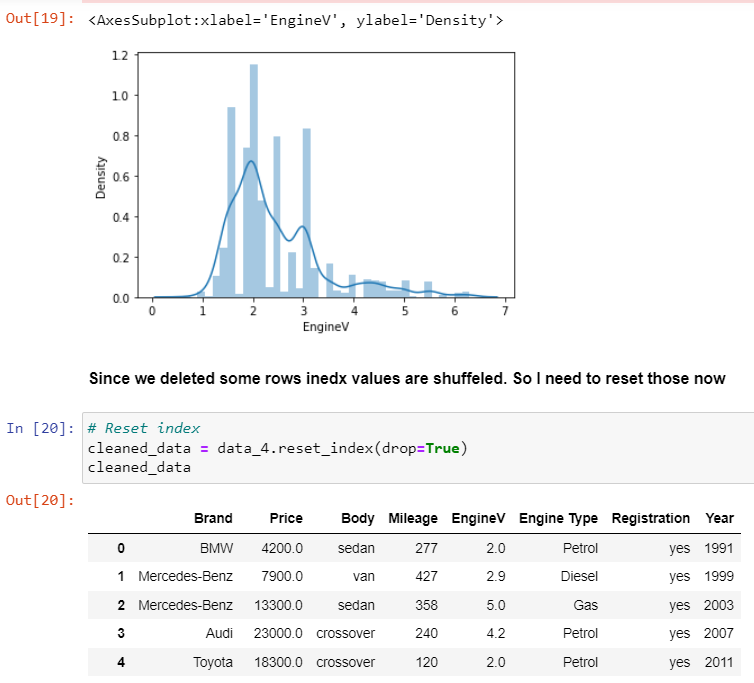 Out[19]: <AxesSubplot:xlabel='EngineV', ylabel='Density'>
1.2
1.0
0.8
0.6
0.4
0.2
0.0
Density
0 1 2 3 4 5 6 7
EngineV
Since we deleted some rows inedx values are shuffeled. So I need to reset those now
In [20]: # Reset index
cleaned_data = data_4.reset_index(drop=True)
cleaned_data
Out[20]:
Brand Price Body Mileage EngineV Engine Type Registration Year
0 BMW 4200.0 sedan 277 2.0 Petrol yes 1991
1 Mercedes-Benz 7900.0 van 427 2.9 Diesel yes 1999
2 Mercedes-Benz 13300.0 sedan 358 5.0 Gas yes 2003
3 Audi 23000.0 crossover 240 4.2 Petrol yes 2007
4 Toyota 18300.0 crossover 120 2.0 Petrol yes 2011